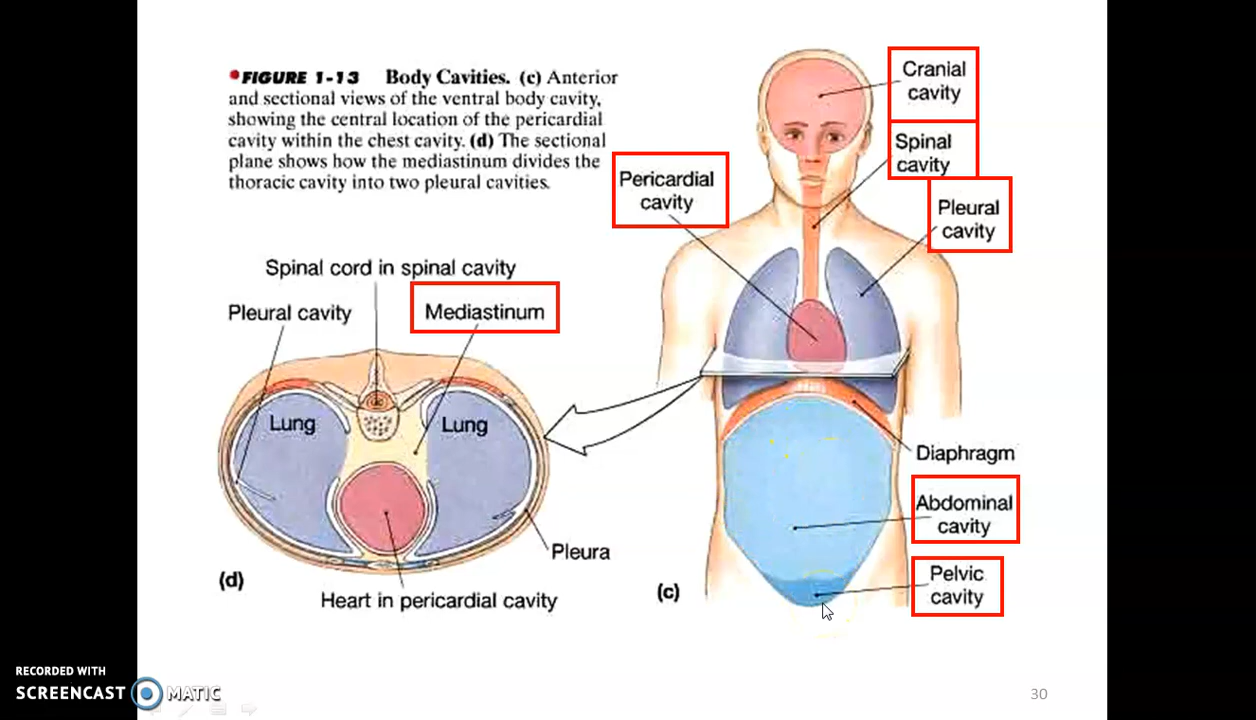 •FIGURE 1-13 Body Cavities. (c) Anterior
and sectional views of the ventral body cavity,
showing the central location of the pericardial
cavity within the chest cavity. (d) The sectional
plane shows how the mediastinum divides the
thoracic cavity into two pleural cavities.
Cranial
cavity
Spinal
cavity
Pericardial
cavity
Pleural
cavity
Spinal cord in spinal cavity
Pleural cavity
Mediastinum
Lung
Lung
Diaphragm
Abdominal
cavity
Pleura
Pelvic
cavity
(d)
(c)
Heart in pericardial cavity
RECORDED WITH
SCREENCAST MATIC
30